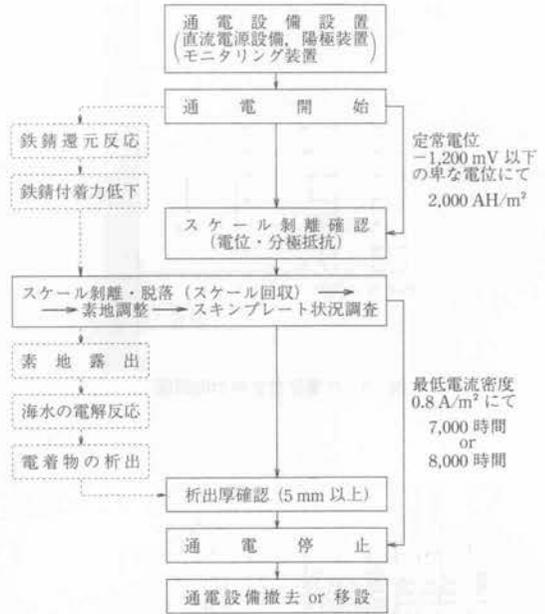 通電設備設置
(直流電源設備，陽極装置)
モニタリング装置
通電開始
鉄錆還元反応
鉄錆付着力低下
定常電位
−1,200 mV 以下
の卑な電位にて
2,000 AH/m²
スケール剥離確認
(電位・分極抵抗)
スケール剥離・脱落 (スケール回収) →
→ 素地調整 → スキンプレート状況調査
素地露出
海水の電解反応
電着物の析出
最低電流密度
0.8 A/m² にて
7,000 時間
or
8,000 時間
析出厚確認 (5 mm 以上)
通電停止
通電設備撤去 or 移設